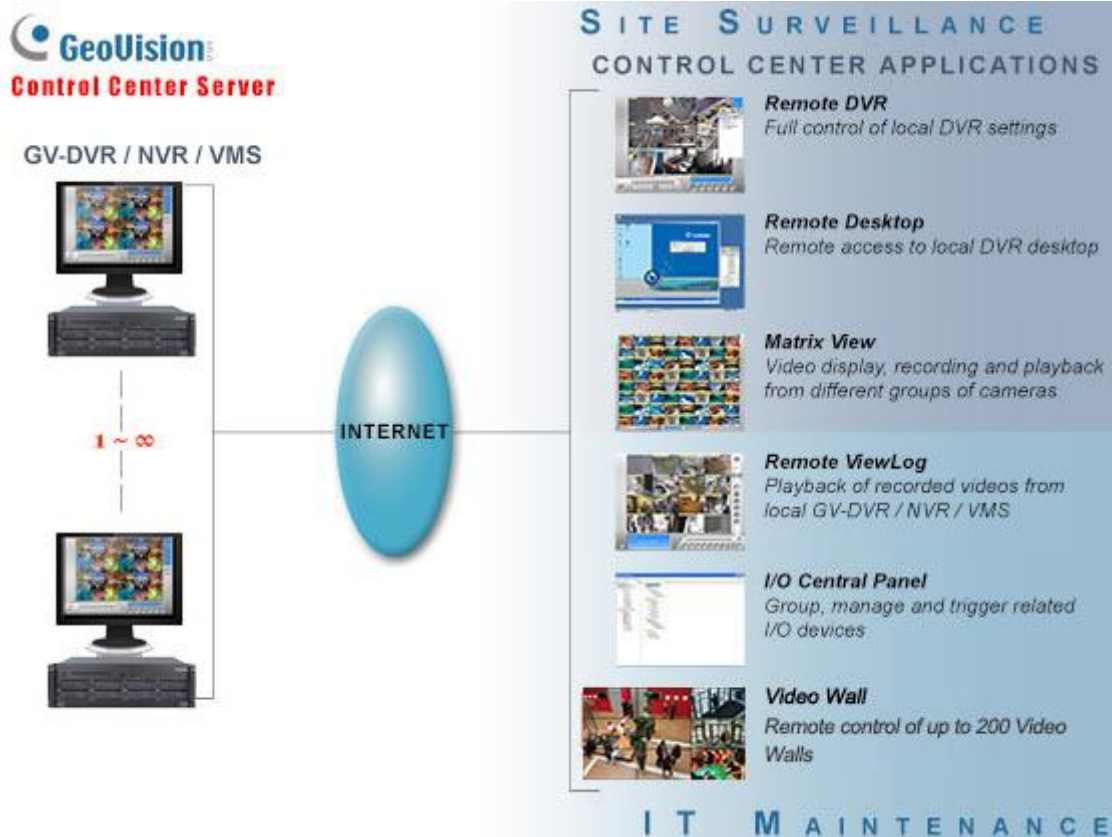 GeoVision
Control Center Server
GV-DVR / NVR / VMS
1 ~ ∞
INTERNET
SITE SURVEILLANCE
CONTROL CENTER APPLICATIONS
Remote DVR
Full control of local DVR settings
Remote Desktop
Remote access to local DVR desktop
Matrix View
Video display, recording and playback
from different groups of cameras
Remote ViewLog
Playback of recorded videos from
local GV-DVR / NVR / VMS
I/O Central Panel
Group, manage and trigger related
I/O devices
Video Wall
Remote control of up to 200 Video
Walls
IT MAINTENANCE